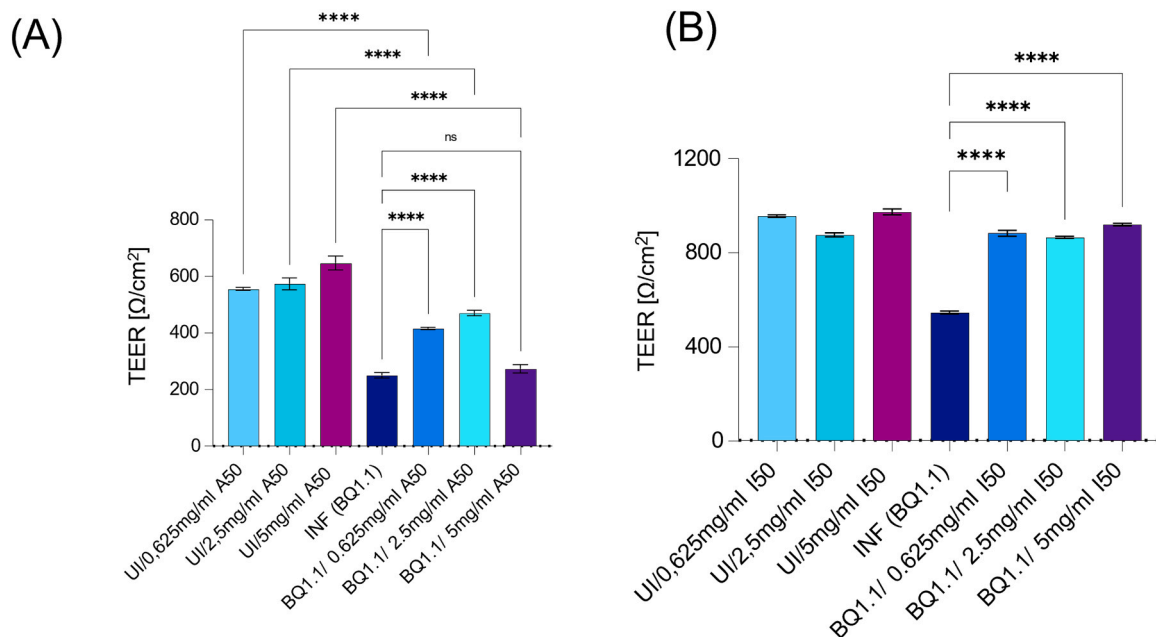 (A)
****
****
****
ns
****
****
800
600
400
200
0
TEER [Ω/cm²]
UI/0,625mg/ml A50
UI/2,5mg/ml A50
UI/5mg/ml A50
INF (BQ1.1)
BQ1.1/ 0.625mg/ml A50
BQ1.1/ 2.5mg/ml A50
BQ1.1/ 5mg/ml A50
(B)
****
****
****
1200
800
400
0
TEER [Ω/cm²]
UI/0,625mg/ml I50
UI/2,5mg/ml I50
UI/5mg/ml I50
INF (BQ1.1)
BQ1.1/ 0.625mg/ml I50
BQ1.1/ 2.5mg/ml I50
BQ1.1/ 5mg/ml I50